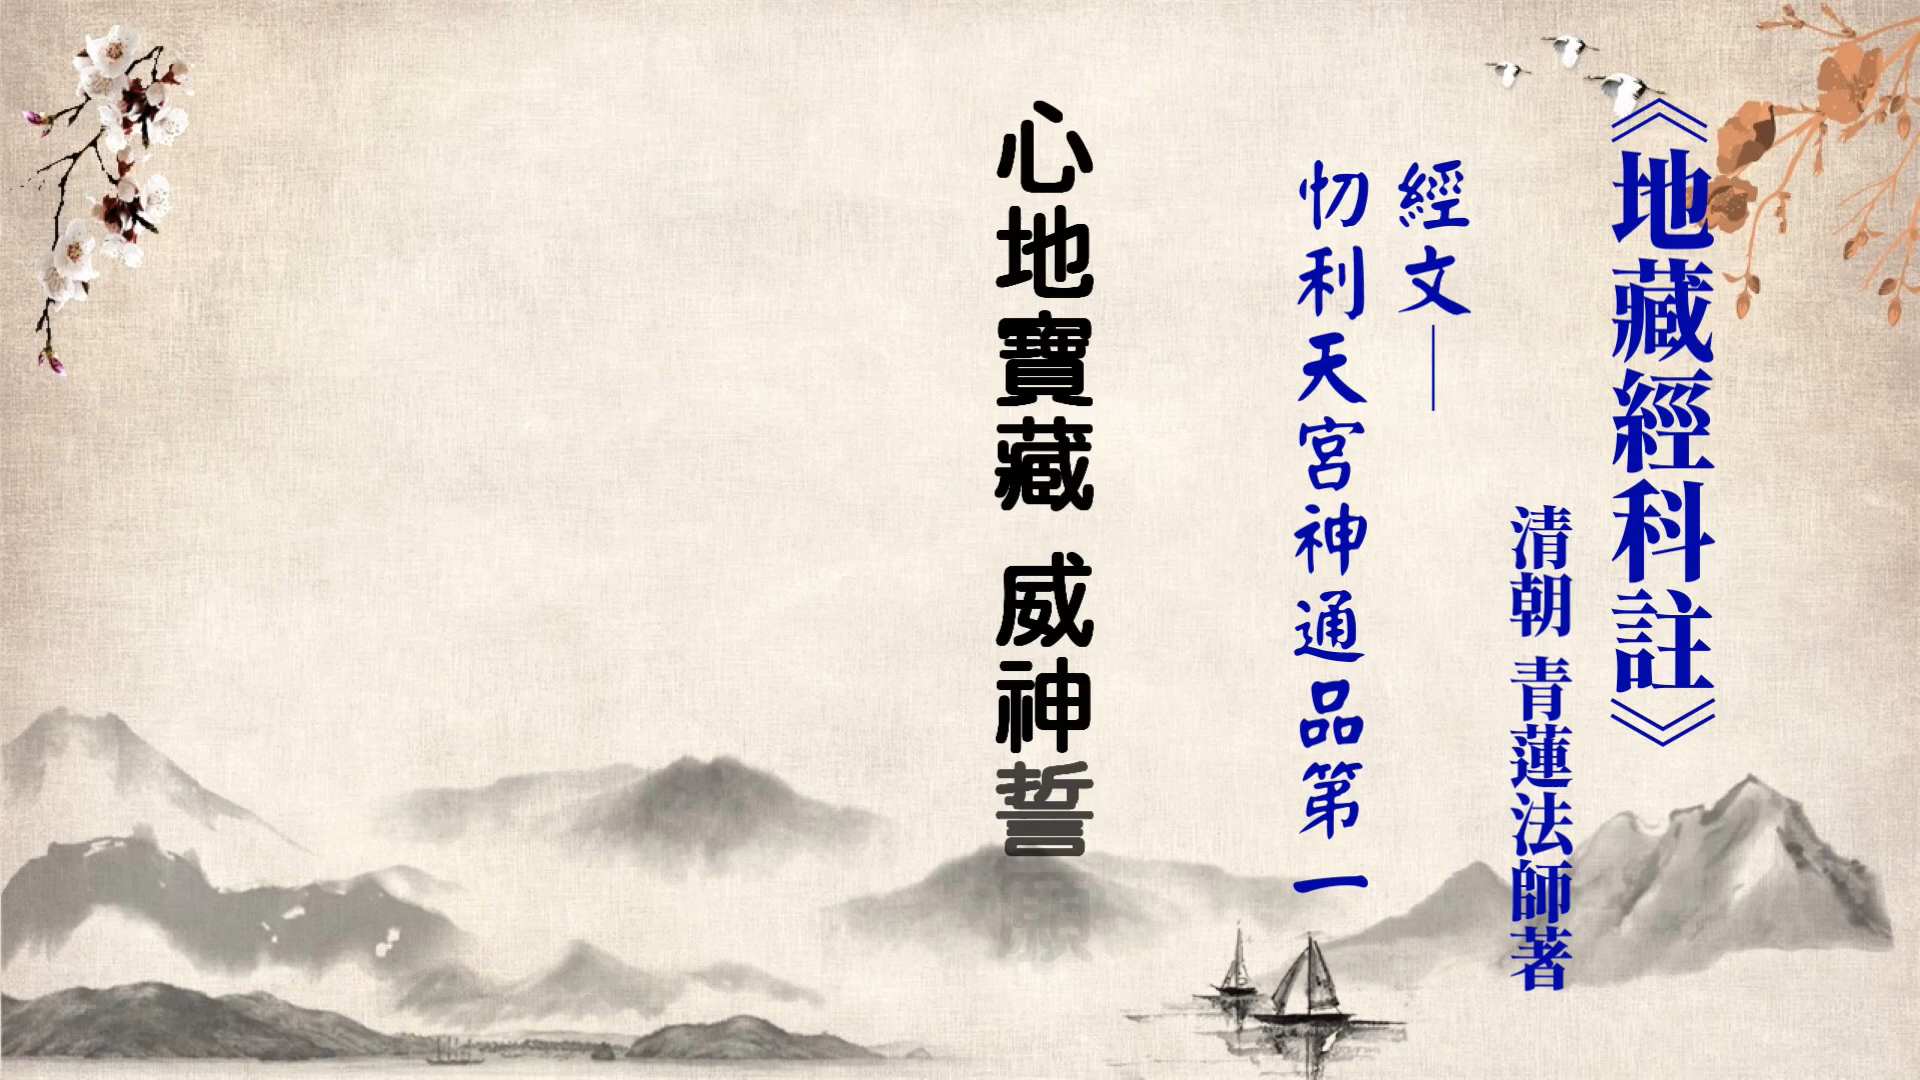 《地藏經科註》
清朝 青蓮法師著
經文—
忉利天宮神通品第一
心地寶藏 威神誓願